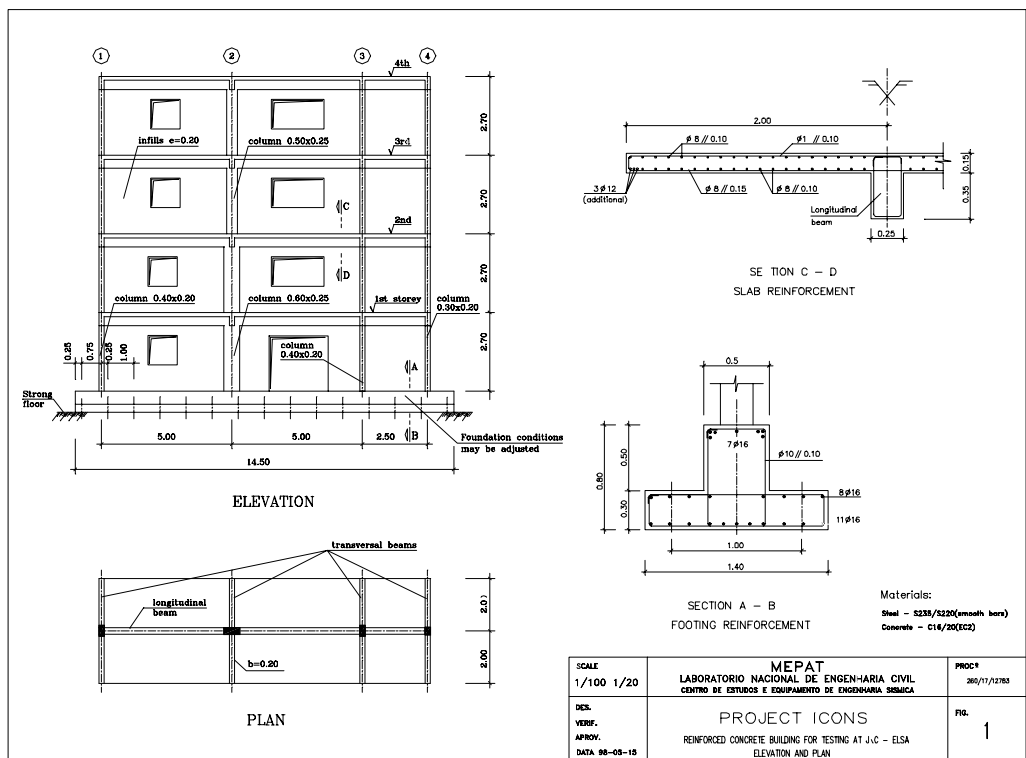 1
2
3
4
4th
infills e=0.20
column 0.50x0.25
3rd
2.70
C
2nd
2.70
D
column 0.40x0.20
column 0.60x0.25
1st storey
column
0.30x0.20
2.70
0.25
0.75
0.25
1.00
column
0.40x0.20
A
2.70
Strong
floor
5.00
5.00
2.50
B
Foundation conditions
may be adjusted
14.50
ELEVATION
transversal beams
longitudinal
beam
2.0)
b=0.20
2.00
PLAN
2.00
ø 8 // 0.10
ø1 // 0.10
0.15
3ø12
(additional)
ø 8 // 0.15
ø 8 // 0.10
Longitudinal
beam
0.35
0.25
SE TION C – D
SLAB REINFORCEMENT
0.5
7ø16
ø10// 0.10
0.80
0.50
0.30
8ø16
11ø16
1.00
1.40
SECTION A – B
FOOTING REINFORCEMENT
Materials:
Steel – S235/S220(smooth bars)
Concrete – C16/20(EC2)
SCALE
1/100 1/20
MEPAT
LABORATORIO NACIONAL DE ENGENHARIA CIVIL
CENTRO DE ESTUDOS E EQUIPAMENTO DE ENGENHARIA SISMICA
PROCº
260/17/12763
DES.
VERIF.
APROV.
DATA 98-03-13
PROJECT ICONS
REINFORCED CONCRETE BUILDING FOR TESTING AT – ELSA
ELEVATION AND PLAN
FIG.
1